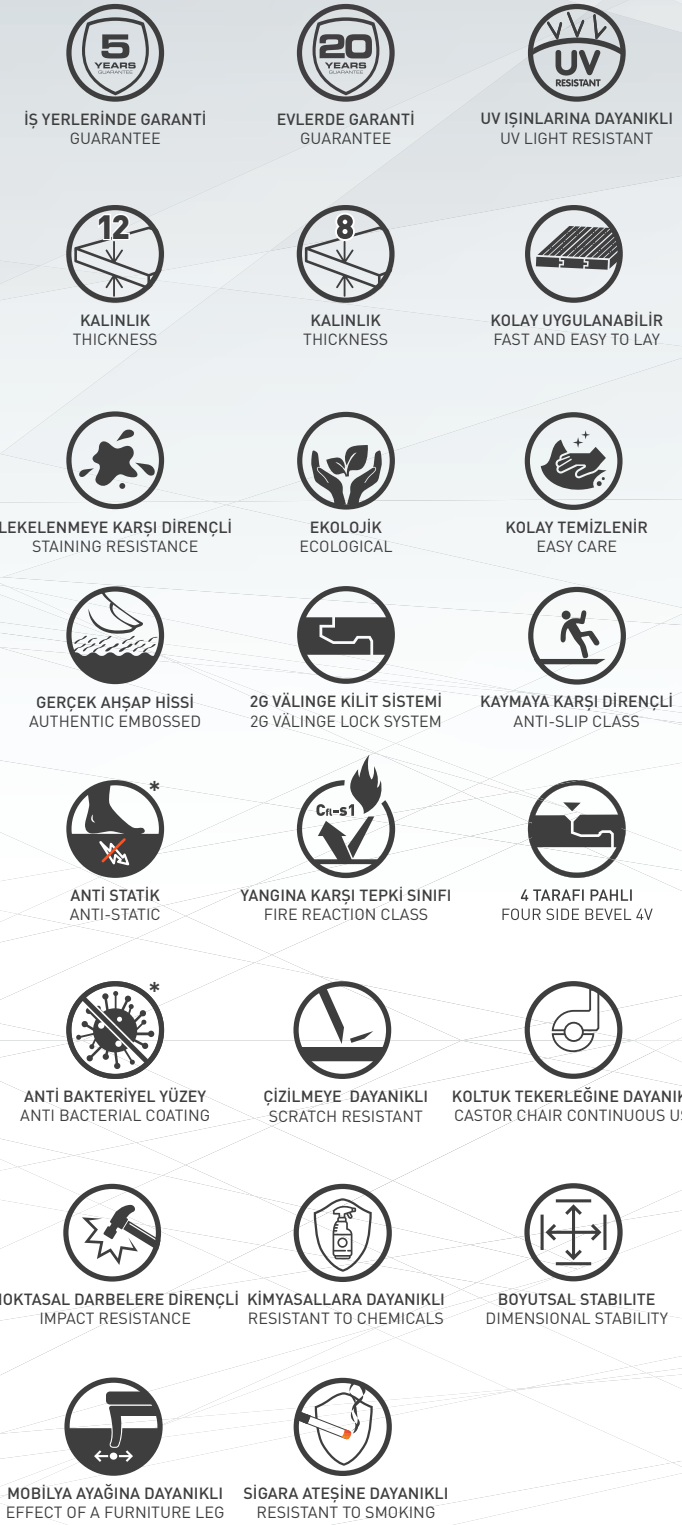 5
YEARS
GUARANTEE
İŞ YERLERİNDE GARANTİ
GUARANTEE
20
YEARS
GUARANTEE
EVLERDE GARANTİ
GUARANTEE
UV
RESISTANT
UV IŞINLARINA DAYANIKLI
UV LIGHT RESISTANT
12
KALINLIK
THICKNESS
8
KALINLIK
THICKNESS
KOLAY UYGULANABİLİR
FAST AND EASY TO LAY
LEKELENMEYE KARŞI DİRENÇLİ
STAINING RESISTANCE
EKOLOJİK
ECOLOGICAL
KOLAY TEMİZLENİR
EASY CARE
GERÇEK AHŞAP HİSSİ
AUTHENTIC EMBOSSED
2G VÄLINGE KİLİT SİSTEMİ
2G VÄLINGE LOCK SYSTEM
KAYMAYA KARŞI DİRENÇLİ
ANTI-SLIP CLASS
*
ANTİ STATİK
ANTI-STATIC
Cfl-s1
YANGINA KARŞI TEPKİ SINIFI
FIRE REACTION CLASS
4 TARAFI PAHLI
FOUR SIDE BEVEL 4V
*
ANTİ BAKTERİYEL YÜZEY
ANTI BACTERIAL COATING
ÇİZİLMEYE DAYANIKLI
SCRATCH RESISTANT
KOLTUK TEKERLEĞINE DAYANIK
CASTOR CHAIR CONTINUOUS US
NOKTASAL DARBELERE DİRENÇLİ
IMPACT RESISTANCE
KİMYASALLARA DAYANIKLI
RESISTANT TO CHEMICALS
BOYUTSAL STABILITE
DIMENSIONAL STABILITY
MOBİLYA AYAĞINA DAYANIKLI
EFFECT OF A FURNITURE LEG
SİGARA ATEŞİNE DAYANIKLI
RESISTANT TO SMOKING